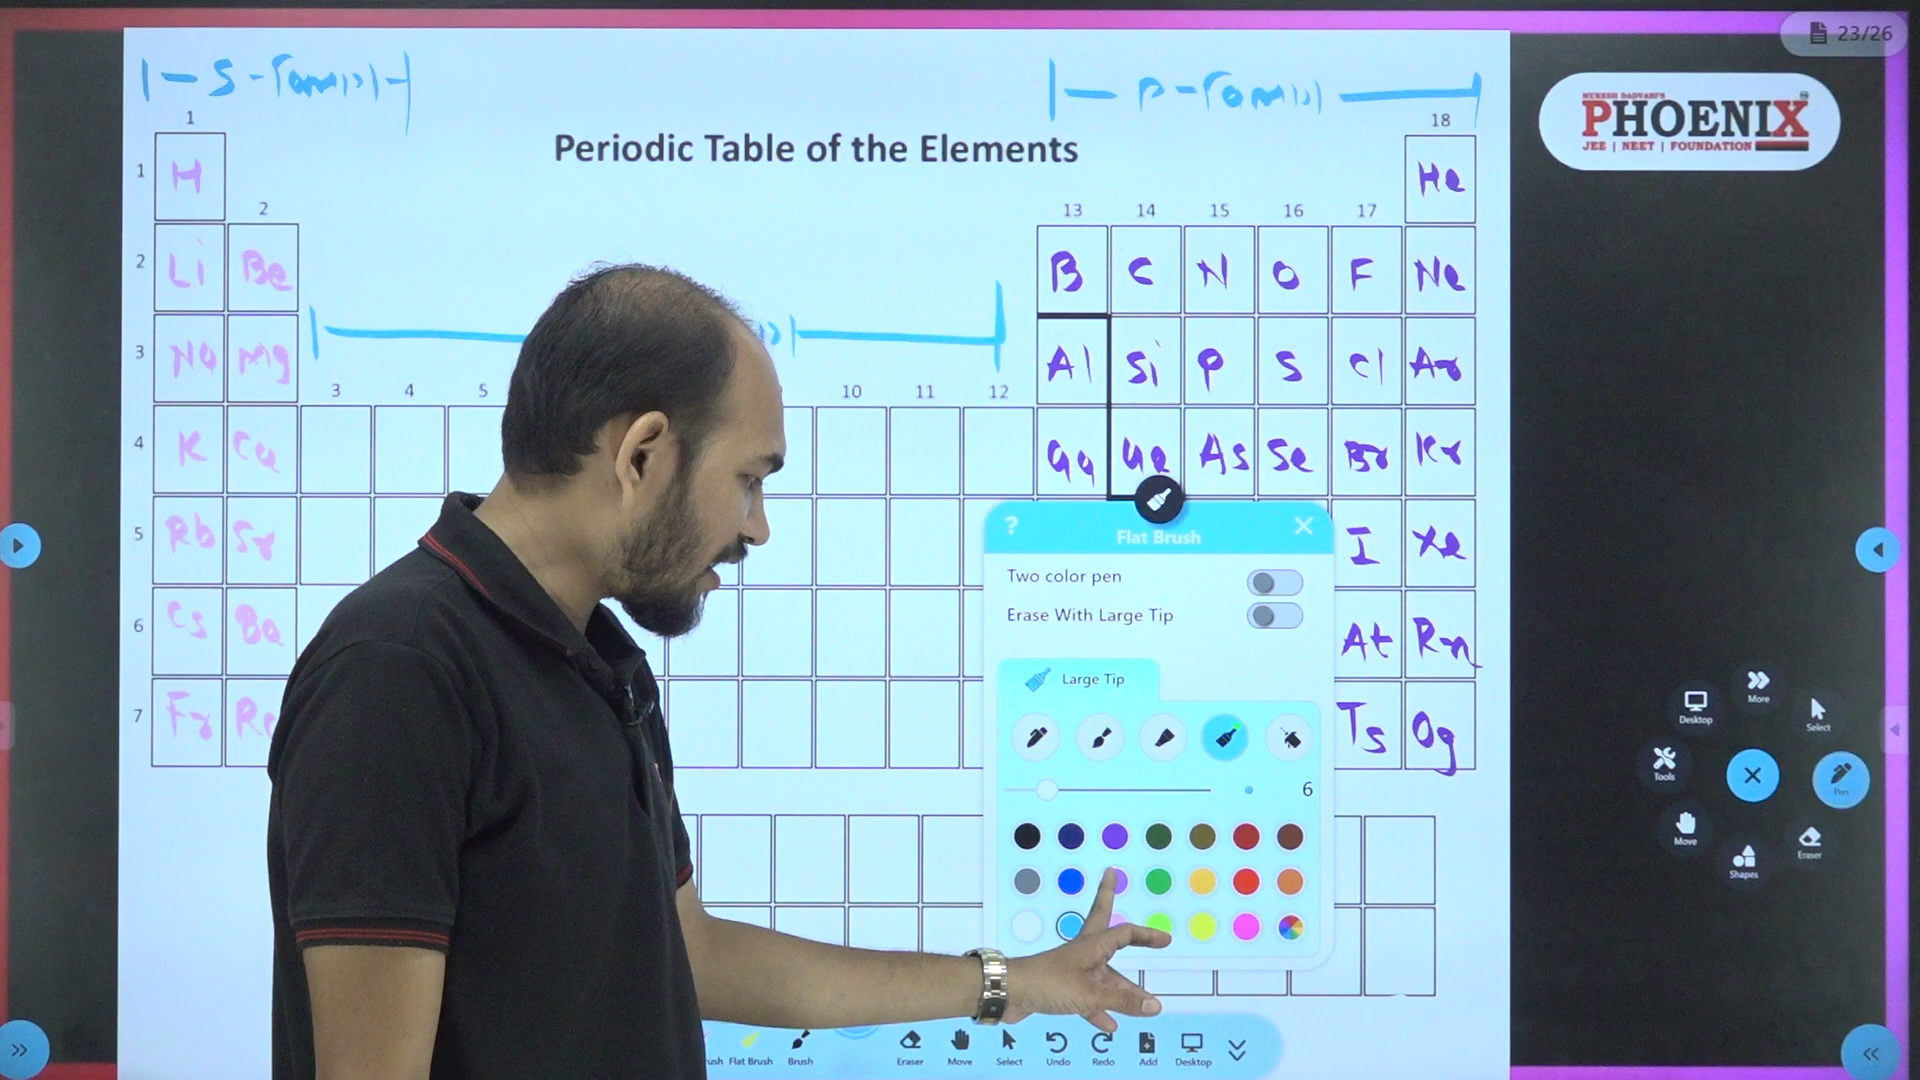 23/26
|— S-family —|
|— p-family —|
MUKESH DADVANI'S
PHOENIX
JEE | NEET | FOUNDATION
Periodic Table of the Elements
1 18
1 H He
2 13 14 15 16 17
2 Li Be B C N O F Ne
3 Na Mg Al Si P S Cl Ar
3 4 5 10 11 12
4 K Ca Ga Ge As Se Br Kr
5 Rb Sr I Xe
6 Cs Ba At Rn
7 Fr Ts Og
?
Flat Brush
Two color pen
Erase With Large Tip
Large Tip
6
More
Desktop
Select
Tools
Pen
Move
Eraser
Shapes
Flat Brush Brush Eraser Move Select Undo Redo Add Desktop